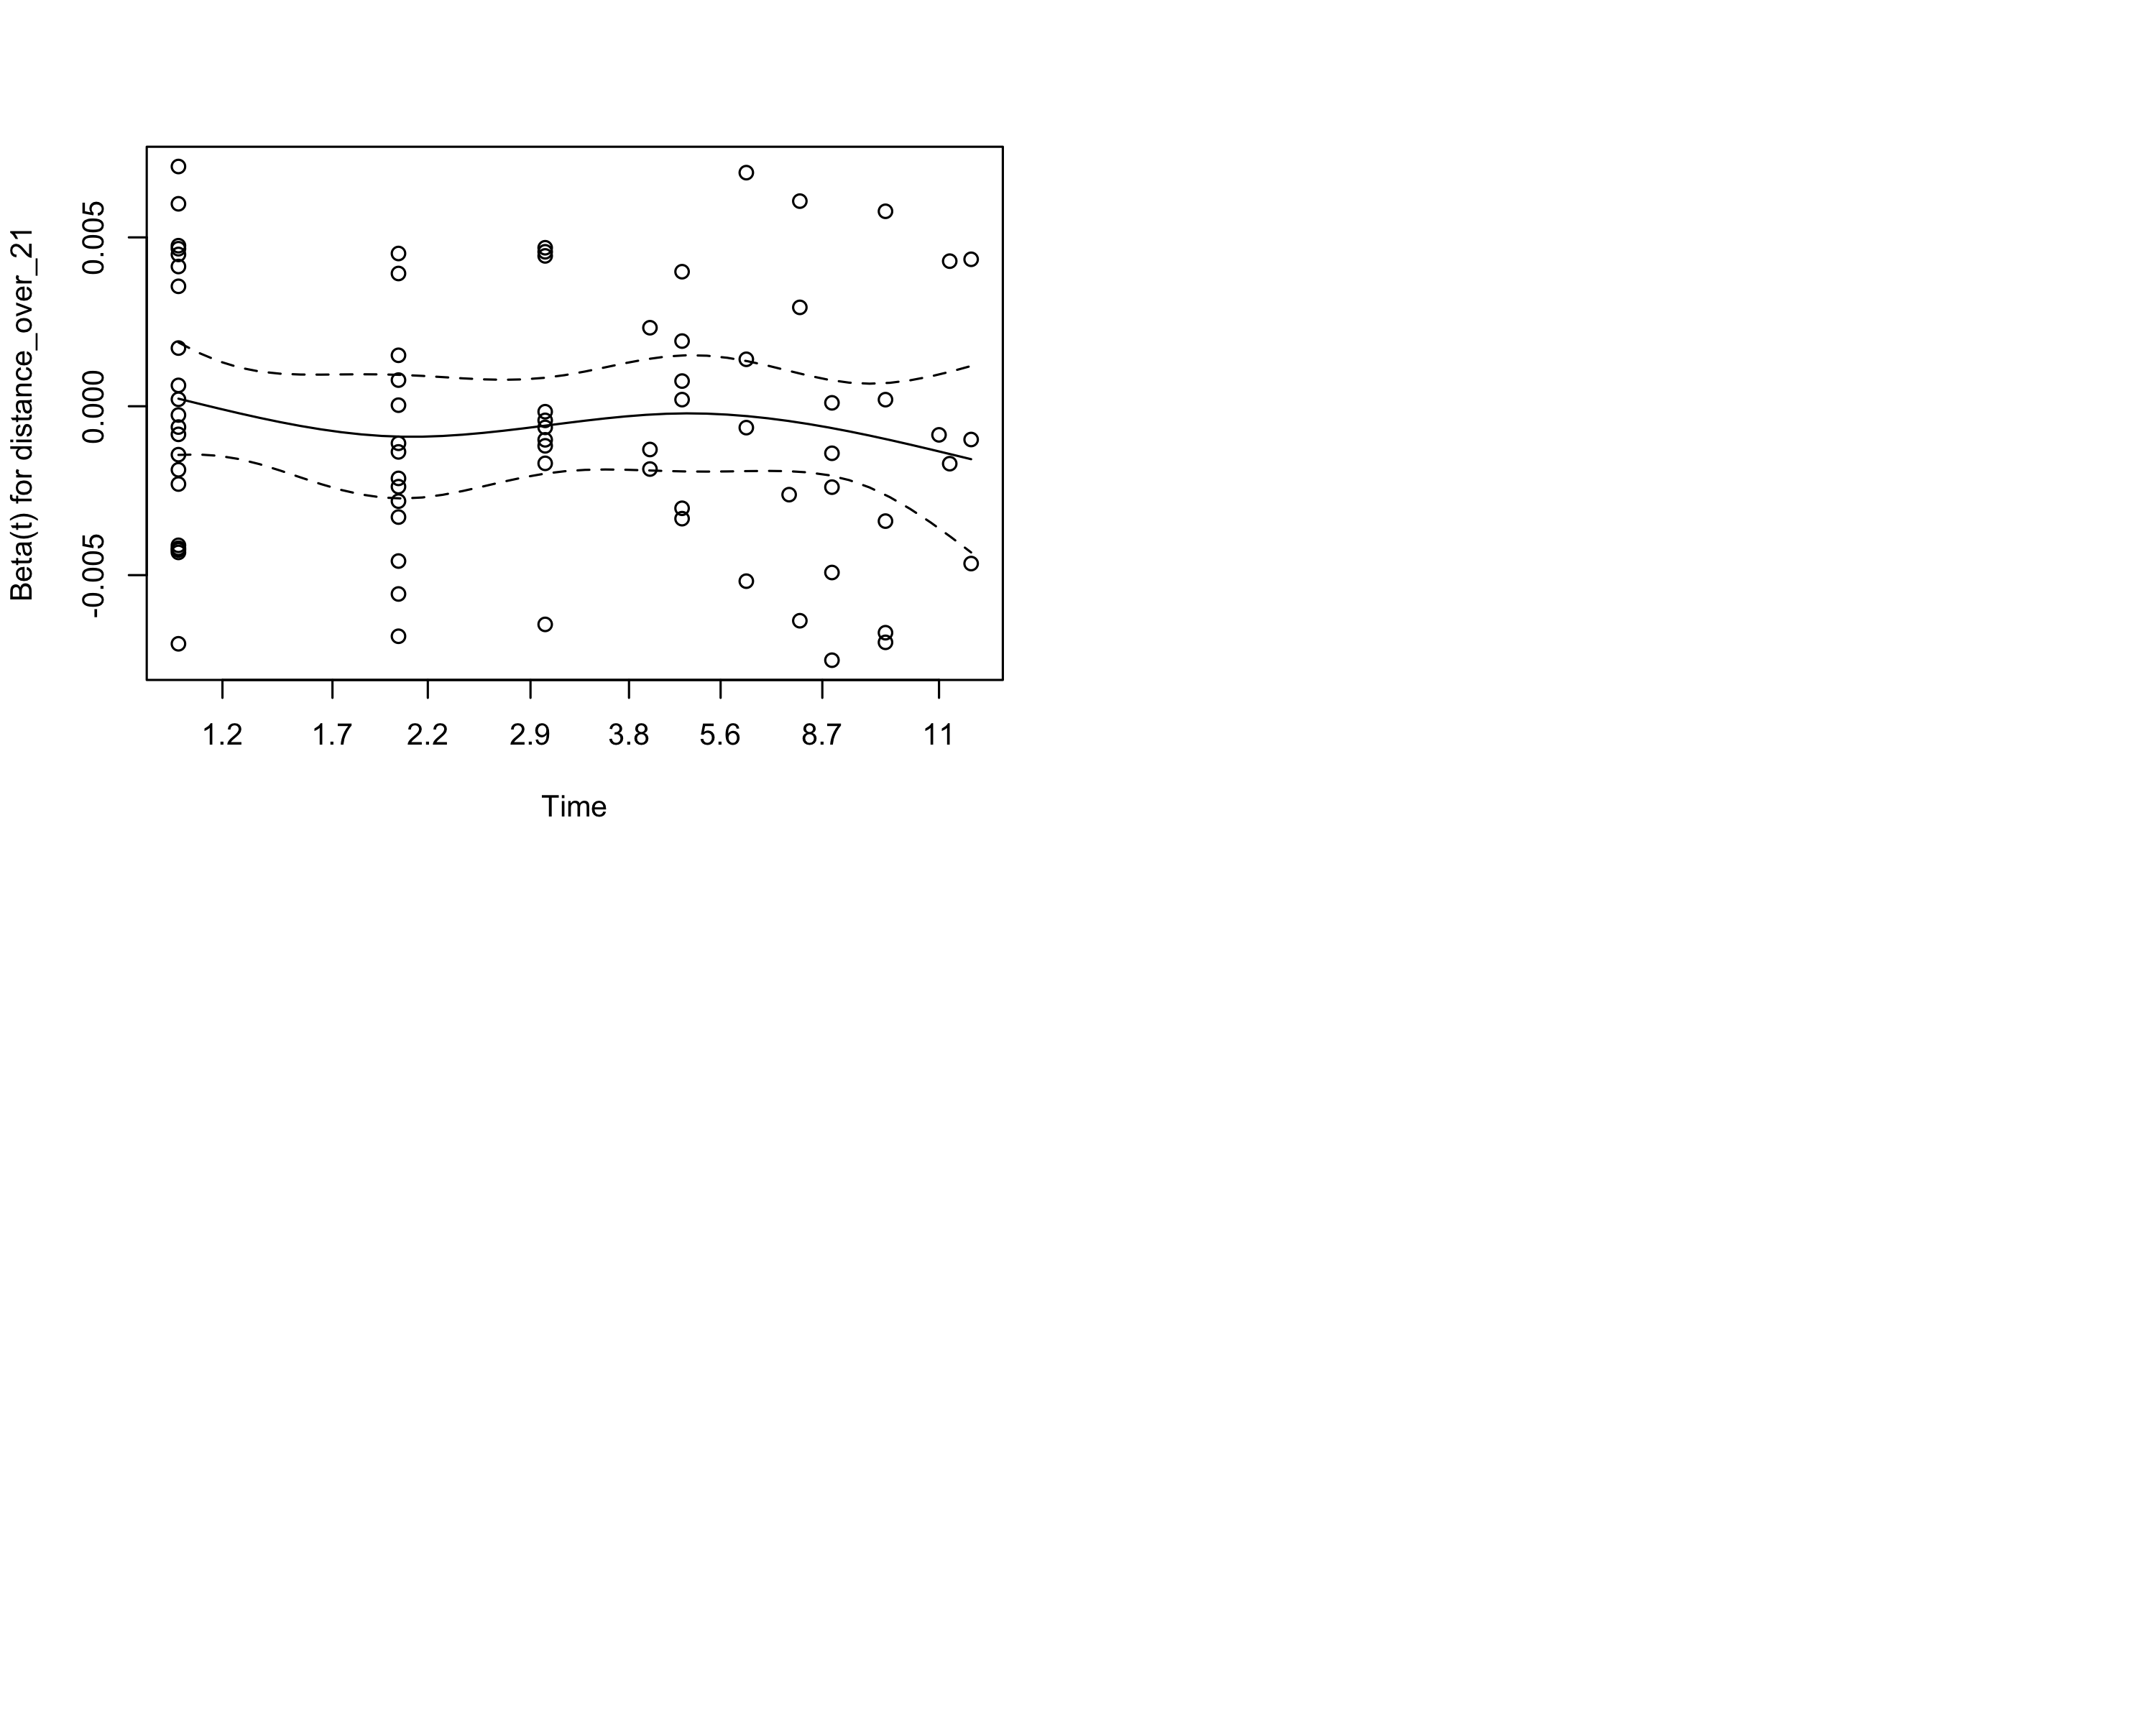 Beta(t) for distance_over_21
0.005
0.000
-0.005
1.2 1.7 2.2 2.9 3.8 5.6 8.7 11
Time